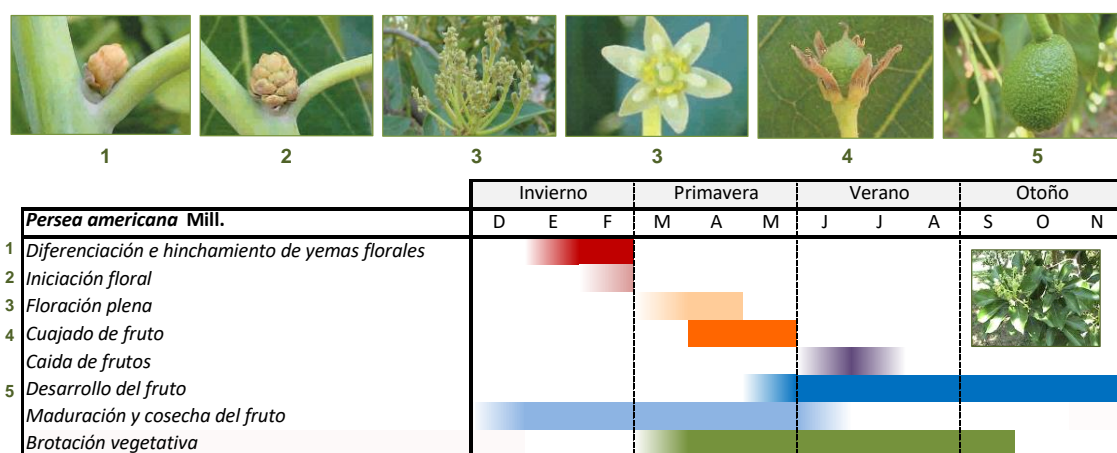 1 2 3 3 4 5
Invierno Primavera Verano Otoño
Persea americana Mill. D E F M A M J J A S O N
1 Diferenciación e hinchamiento de yemas florales
2 Iniciación floral
3 Floración plena
4 Cuajado de fruto
Caida de frutos
5 Desarrollo del fruto
Maduración y cosecha del fruto
Brotación vegetativa